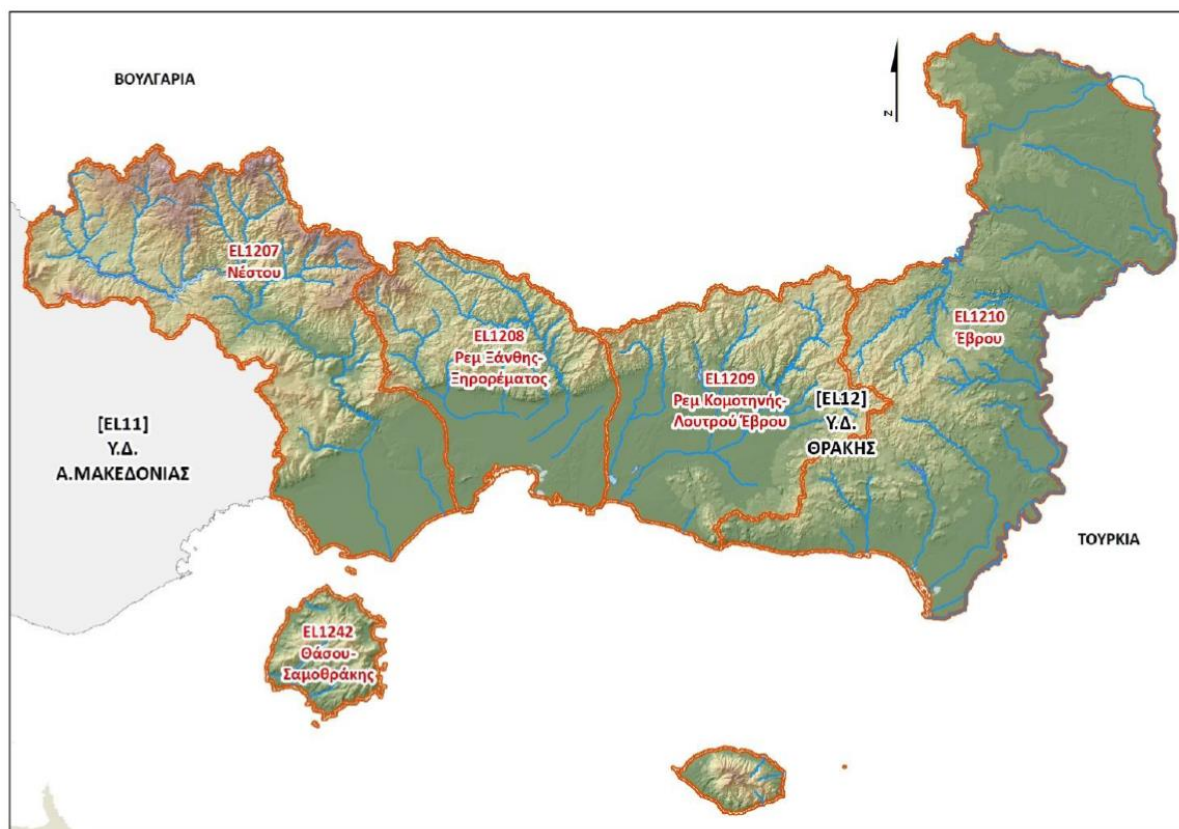 ΒΟΥΛΓΑΡΙΑ
Z
EL1207
Νέστου
EL1208
Ρεμ Ξάνθης-
Ξηρορέματος
EL1209
Ρεμ Κομοτηνής-
Λουτρού Έβρου
EL1210
Έβρου
[EL12]
Υ.Δ.
ΘΡΑΚΗΣ
[EL11]
Υ.Δ.
Α.ΜΑΚΕΔΟΝΙΑΣ
ΤΟΥΡΚΙΑ
EL1242
Θάσου-
Σαμοθράκης